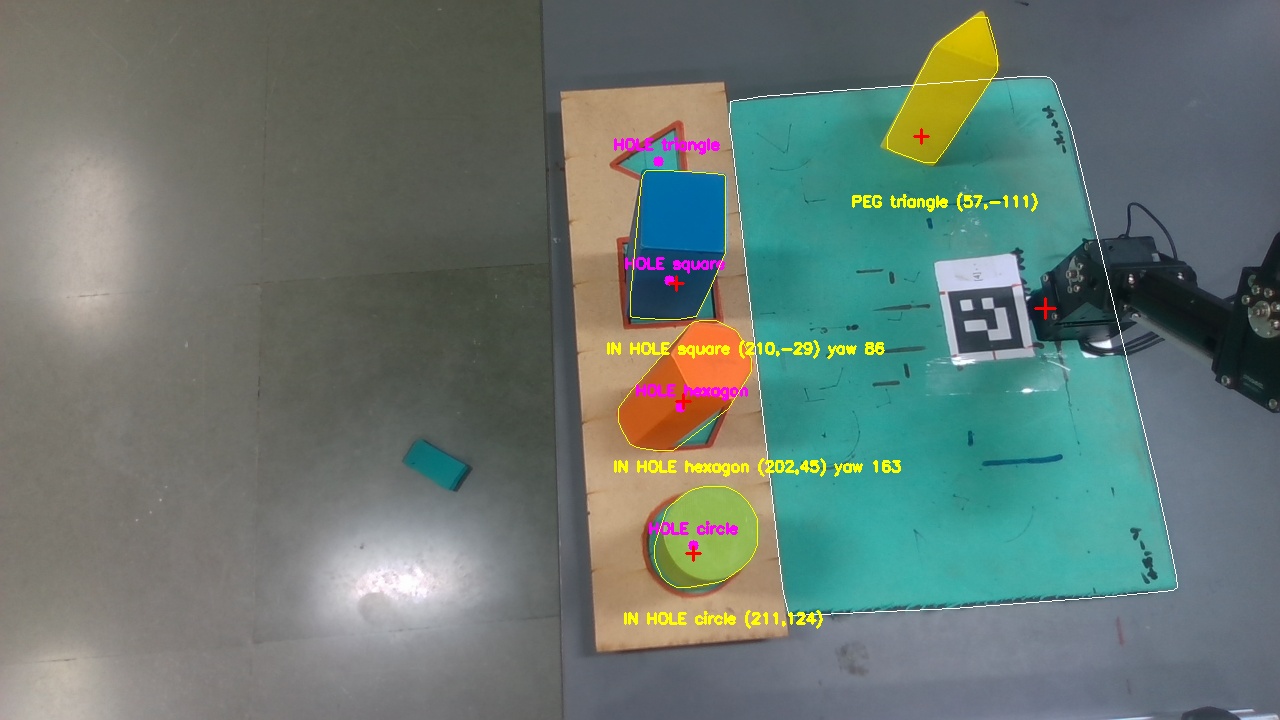 HOLE triangle
PEG triangle (57,-111)
HOLE square
IN HOLE square (210,-29) yaw 86
HOLE hexagon
IN HOLE hexagon (202,45) yaw 163
HOLE circle
IN HOLE circle (211,124)